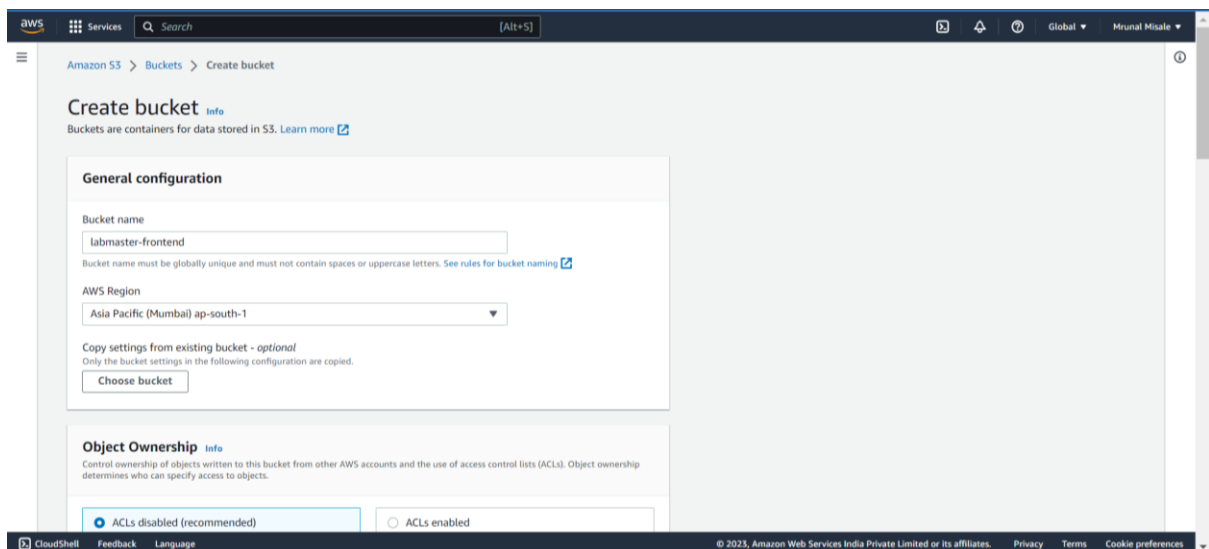 aws Services Search [Alt+S] Global Mrunal Misale
Amazon S3 > Buckets > Create bucket
Create bucket Info
Buckets are containers for data stored in S3. Learn more
General configuration
Bucket name
labmaster-frontend
Bucket name must be globally unique and must not contain spaces or uppercase letters. See rules for bucket naming
AWS Region
Asia Pacific (Mumbai) ap-south-1
Copy settings from existing bucket - optional
Only the bucket settings in the following configuration are copied.
Choose bucket
Object Ownership Info
Control ownership of objects written to this bucket from other AWS accounts and the use of access control lists (ACLs). Object ownership
determines who can specify access to objects.
ACLs disabled (recommended) ACLs enabled
CloudShell Feedback Language © 2023, Amazon Web Services India Private Limited or its affiliates. Privacy Terms Cookie preferences